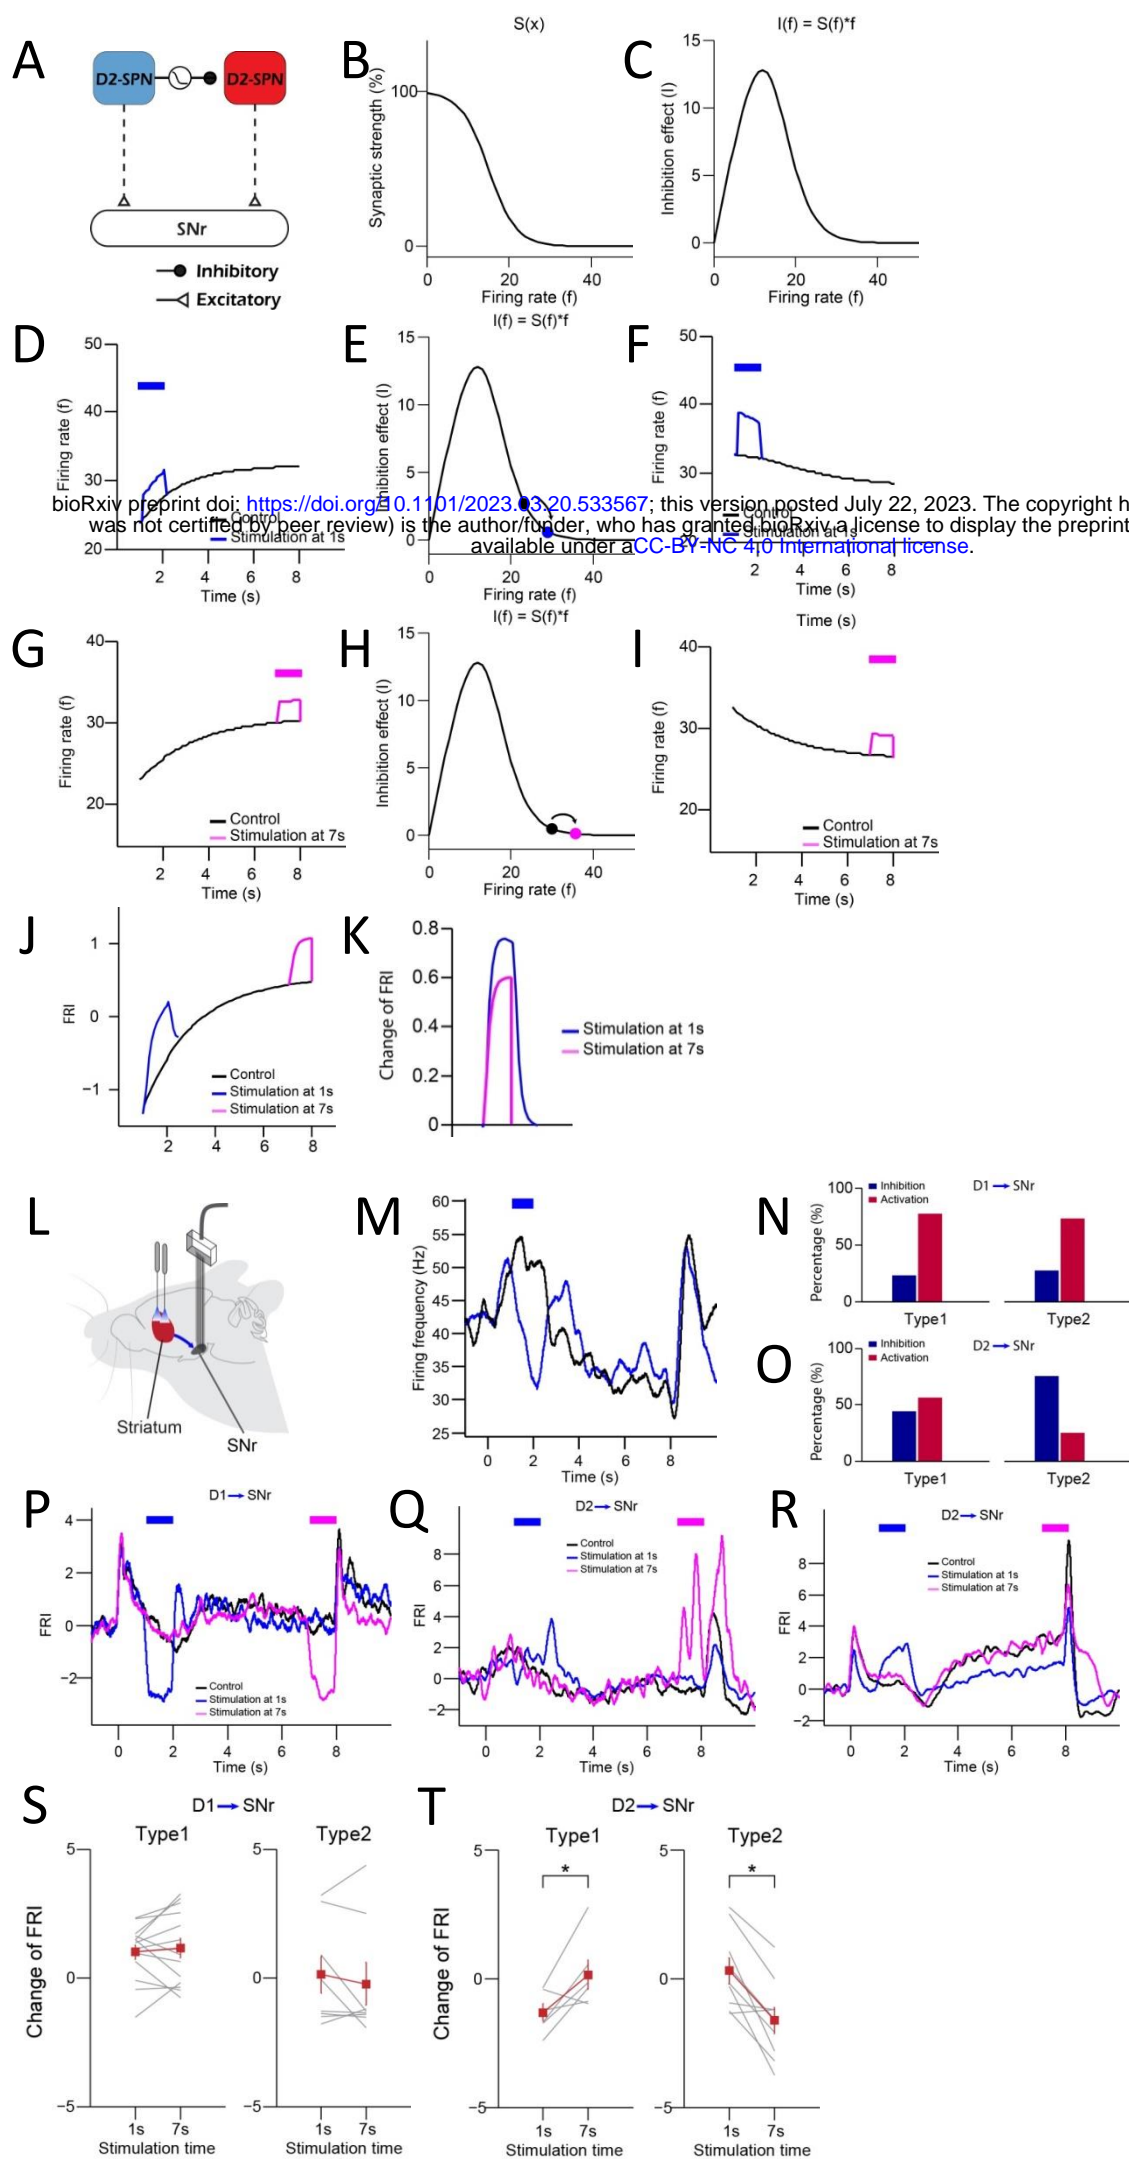 A
D2-SPN
D2-SPN
SNr
Inhibitory
Excitatory
B
S(x)
Synaptic strength (%)
100
0
0 20 40
Firing rate (f)
C
I(f) = S(f)*f
Inhibition effect (I)
15
10
5
0
0 20 40
Firing rate (f)
D
Firing rate (f)
50
40
30
20
Control
Stimulation at 1s
2 4 6 8
Time (s)
E
I(f) = S(f)*f
Inhibition effect (I)
15
10
5
0
0 20 40
Firing rate (f)
F
Firing rate (f)
50
40
30
20
Control
Stimulation at 1s
2 4 6 8
Time (s)
bioRxiv preprint doi: https://doi.org/10.1101/2023.03.20.533567; this version posted July 22, 2023. The copyright h
was not certified by peer review) is the author/funder, who has granted bioRxiv a license to display the preprint
available under aCC-BY-NC 4.0 International license.
G
Firing rate (f)
40
30
20
Control
Stimulation at 7s
2 4 6 8
Time (s)
H
I(f) = S(f)*f
Inhibition effect (I)
15
10
5
0
0 20 40
Firing rate (f)
I
Time (s)
Firing rate (f)
40
30
20
Control
Stimulation at 7s
2 4 6 8
Time (s)
J
FRI
1
0
−1
Control
Stimulation at 1s
Stimulation at 7s
2 4 6 8
K
Change of FRI
0.8
0.6
0.4
0.2
0
Stimulation at 1s
Stimulation at 7s
L
Striatum
SNr
M
Firing frequency (Hz)
60
55
50
45
40
35
30
25
0 2 4 6 8
Time (s)
N
Percentage (%)
100
50
0
Inhibition
Activation
D1 SNr
Type1 Type2
O
Percentage (%)
100
50
0
Inhibition
Activation
D2 SNr
Type1 Type2
P
D1 SNr
FRI
4
2
0
−2
Control
Stimulation at 1s
Stimulation at 7s
0 2 4 6 8
Time (s)
Q
D2 SNr
FRI
8
6
4
2
0
−2
Control
Stimulation at 1s
Stimulation at 7s
0 2 4 6 8
Time (s)
R
D2 SNr
FRI
8
6
4
2
0
−2
Control
Stimulation at 1s
Stimulation at 7s
0 2 4 6 8
Time (s)
S
D1 SNr
Type1 Type2
Change of FRI
5
0
−5
5
0
−5
1s 7s
Stimulation time
1s 7s
Stimulation time
T
D2 SNr
Type1 Type2
Change of FRI
5
0
−5
*
5
0
−5
*
1s 7s
Stimulation time
1s 7s
Stimulation time